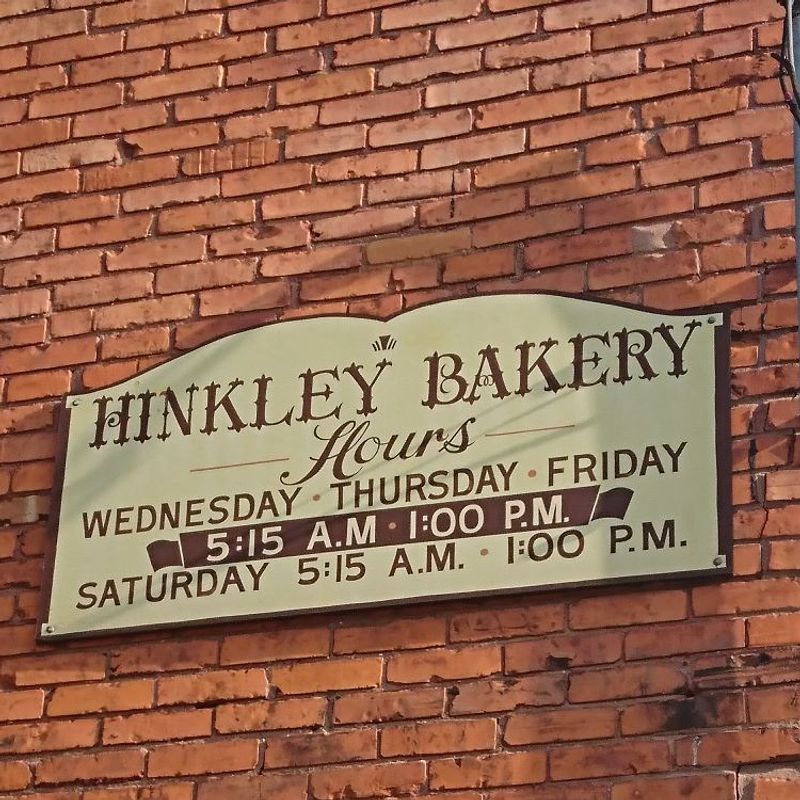 HINKLEY BAKERY
Hours
WEDNESDAY · THURSDAY · FRIDAY
5:15 A.M · 1:00 P.M.
SATURDAY 5:15 A.M. · 1:00 P.M.